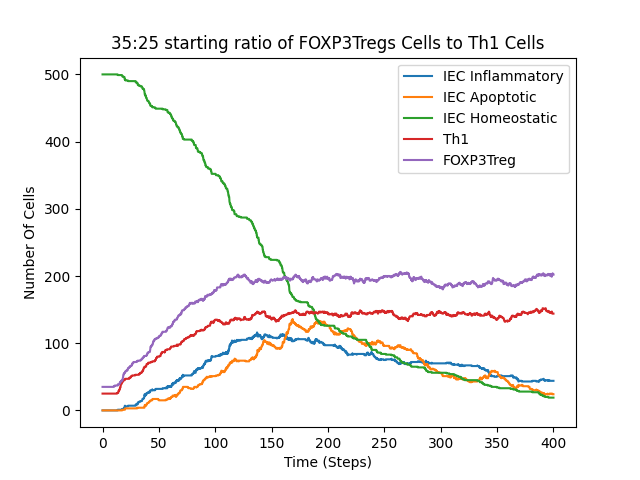 35:25 starting ratio of FOXP3Tregs Cells to Th1 Cells
500
400
300
200
100
0
Number Of Cells
IEC Inflammatory
IEC Apoptotic
IEC Homeostatic
Th1
FOXP3Treg
0 50 100 150 200 250 300 350 400
Time (Steps)